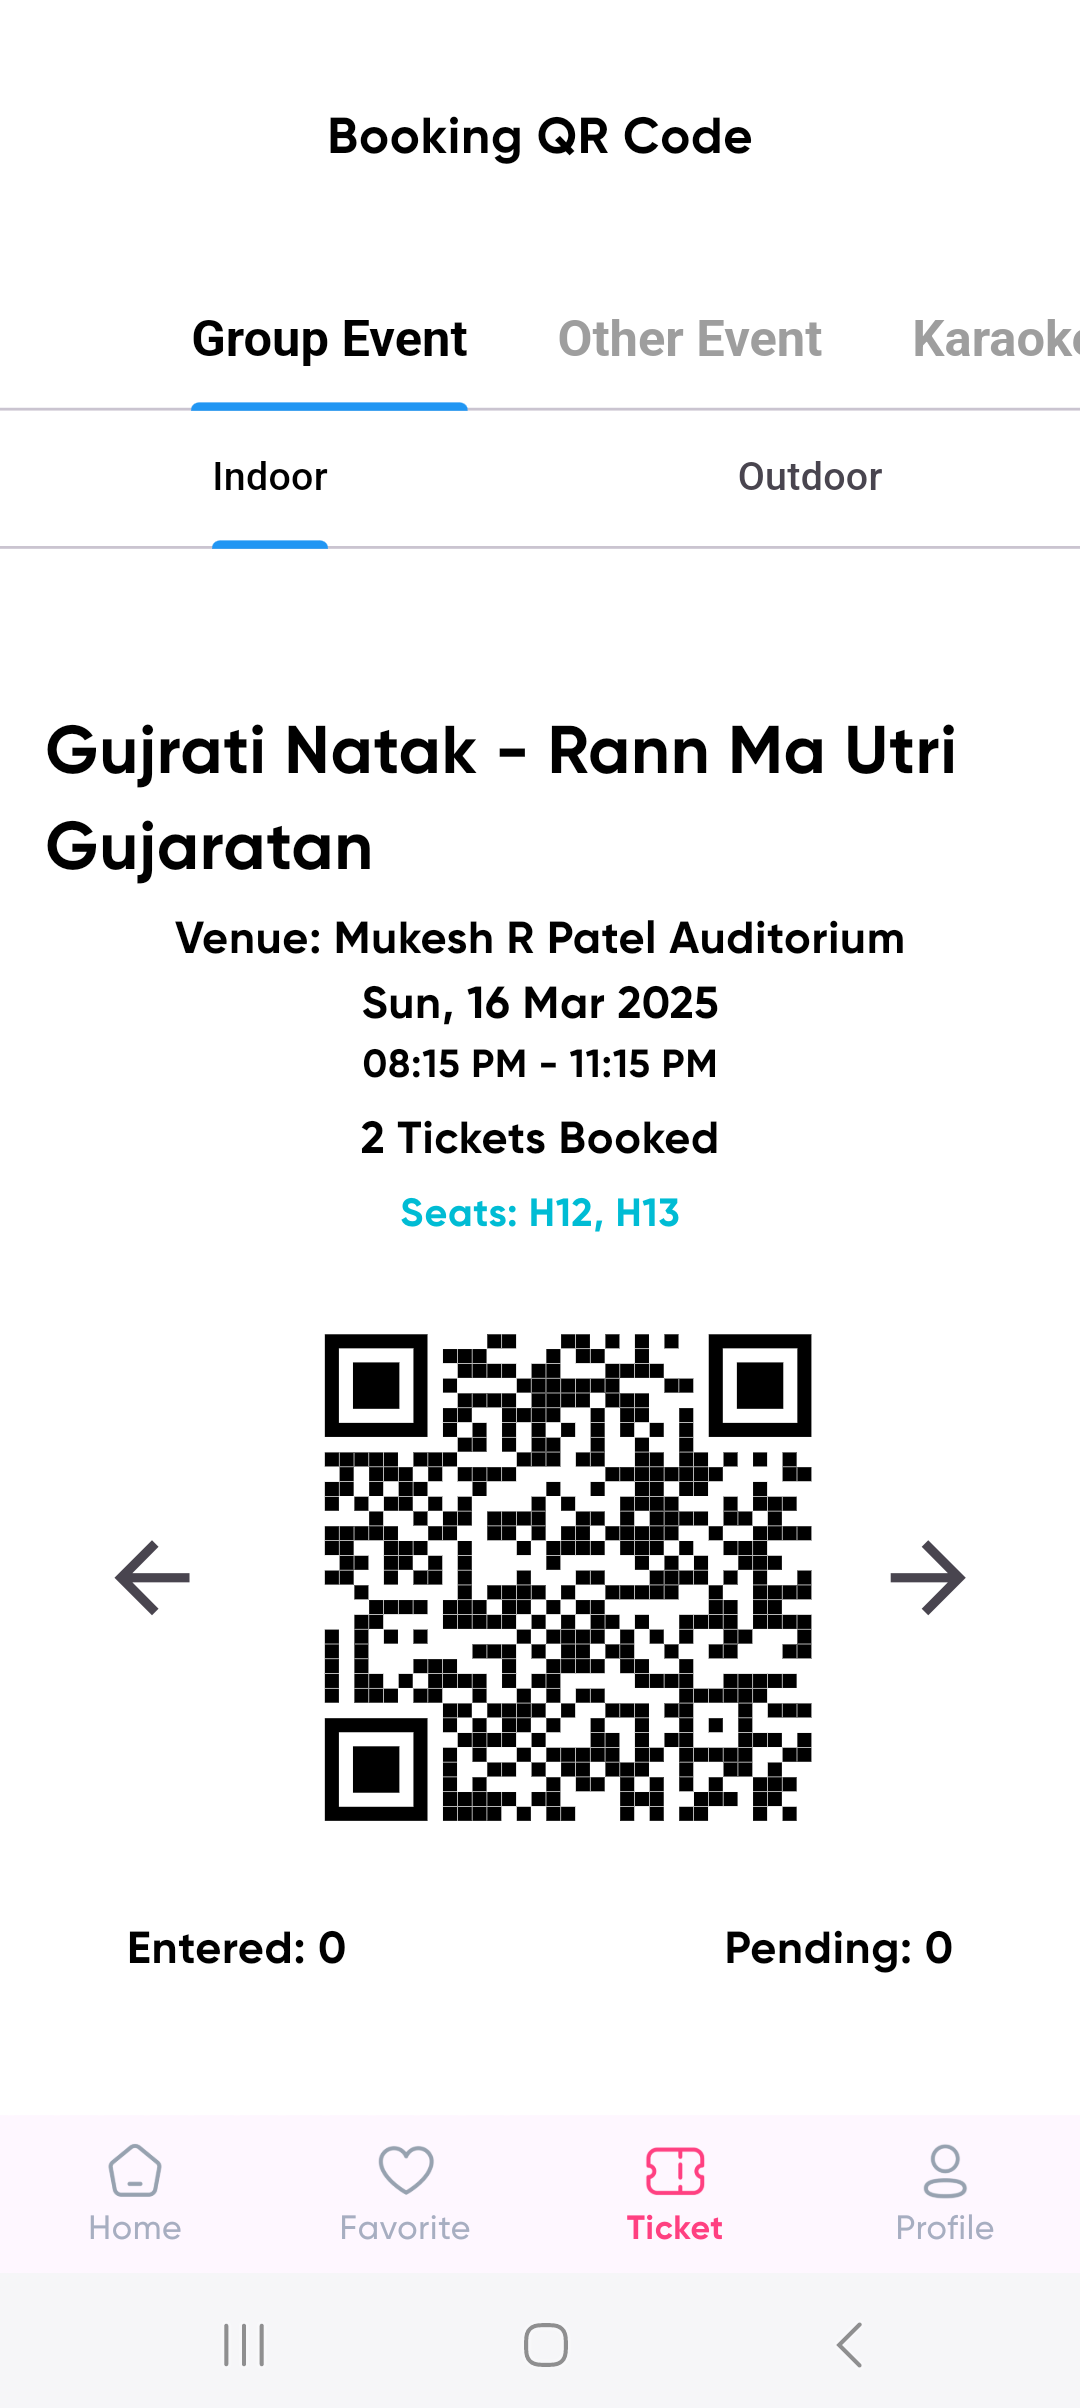 Booking QR Code
Group Event Other Event Karaoke
Indoor Outdoor
Gujrati Natak - Rann Ma Utri
Gujaratan
Venue: Mukesh R Patel Auditorium
Sun, 16 Mar 2025
08:15 PM - 11:15 PM
2 Tickets Booked
Seats: H12, H13
Entered: 0 Pending: 0
Home Favorite Ticket Profile